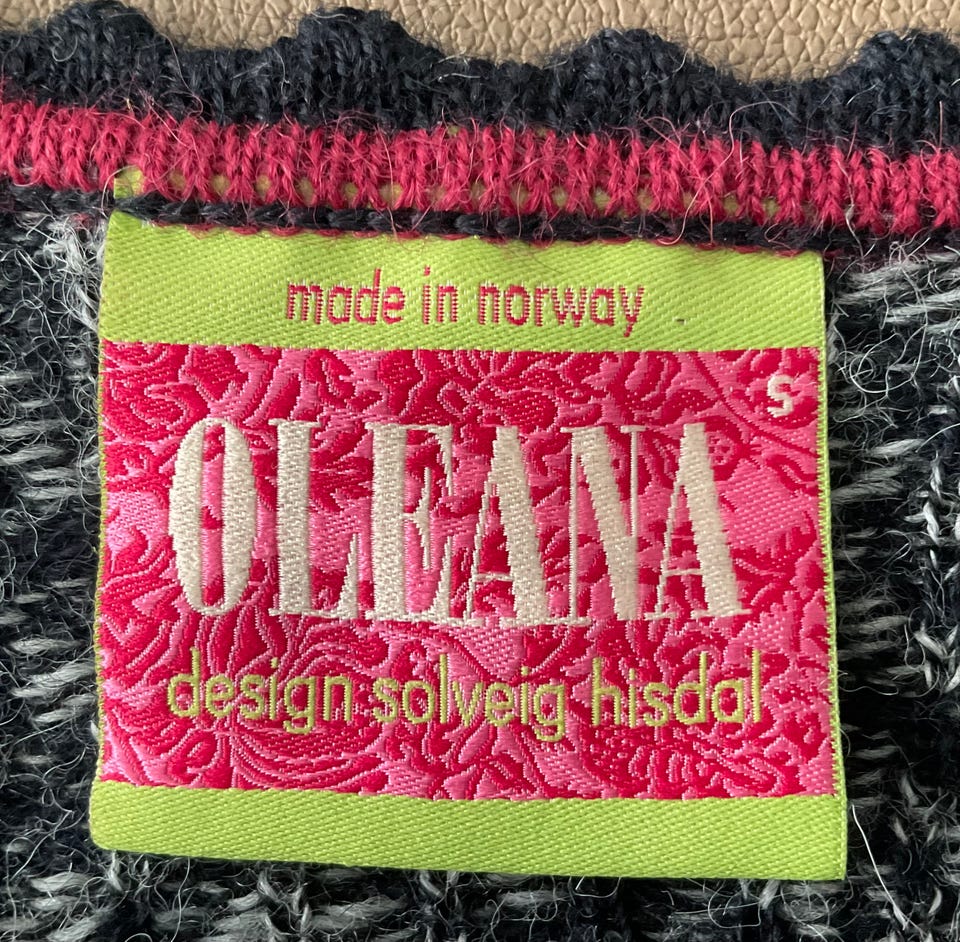 made in norway
S
OLEANA
design solveig hisdal